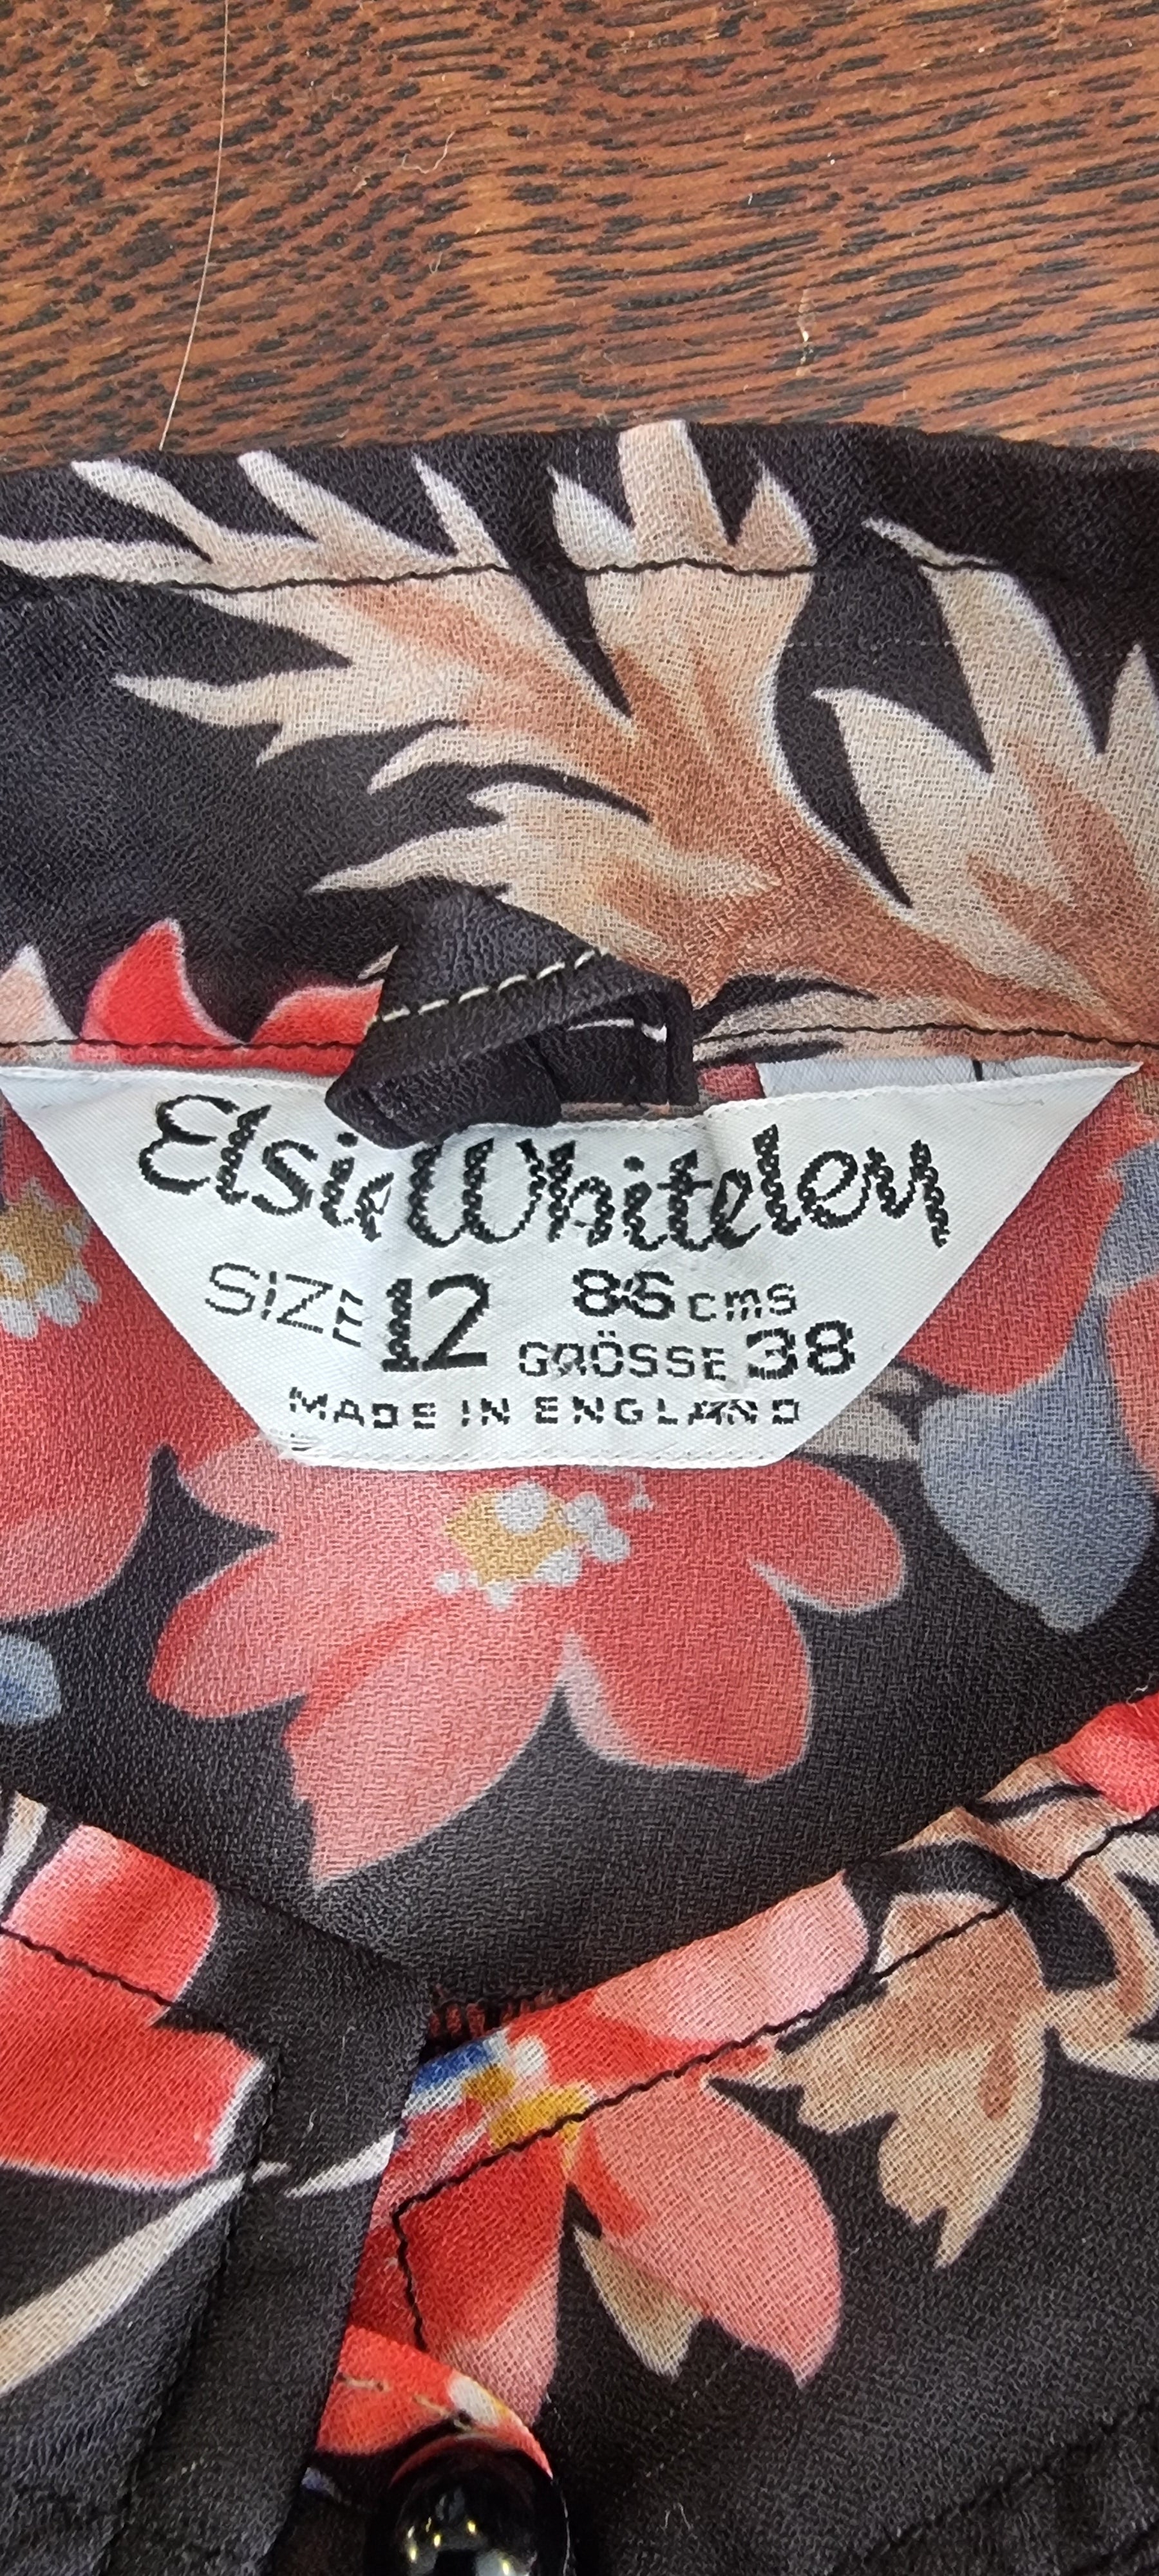 Elsie Whiteley
SIZE 12 86 cms
GRÖSSE 38
MADE IN ENGLAND